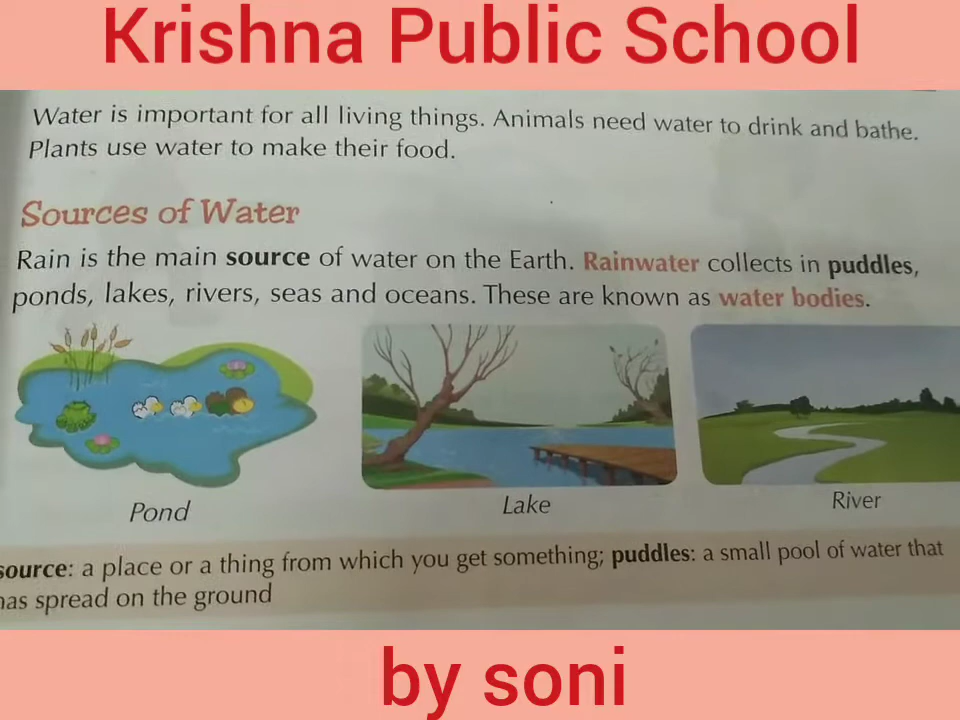 Krishna Public School
Water is important for all living things. Animals need water to drink and bathe.
Plants use water to make their food.
Sources of Water
Rain is the main source of water on the Earth. Rainwater collects in puddles,
ponds, lakes, rivers, seas and oceans. These are known as water bodies.
Pond
Lake
River
source: a place or a thing from which you get something; puddles: a small pool of water that
has spread on the ground
by soni